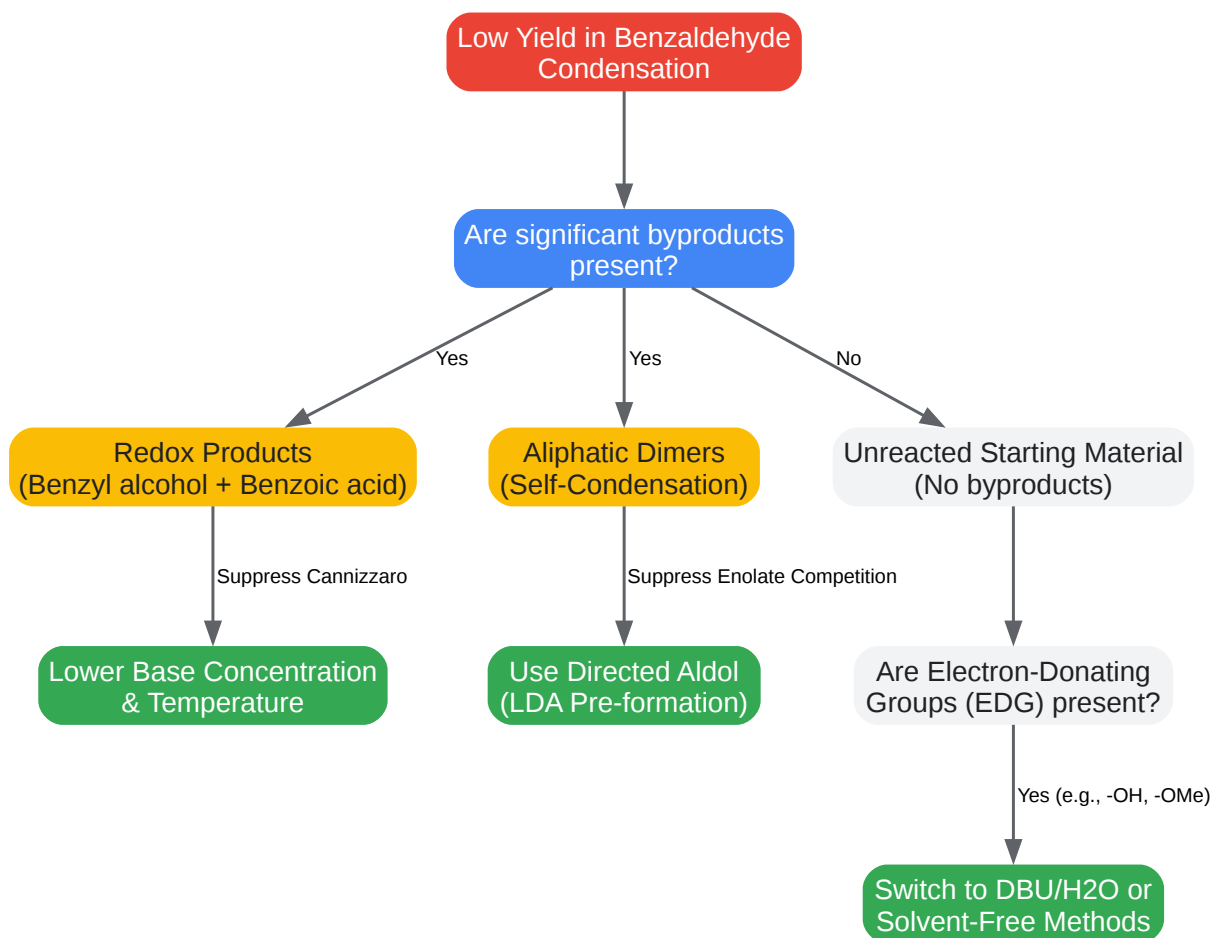 Low Yield in Benzaldehyde
Condensation
Are significant byproducts
present?
Yes
Yes
No
Redox Products
(Benzyl alcohol + Benzoic acid)
Aliphatic Dimers
(Self-Condensation)
Unreacted Starting Material
(No byproducts)
Suppress Cannizzaro
Suppress Enolate Competition
Lower Base Concentration
& Temperature
Use Directed Aldol
(LDA Pre-formation)
Are Electron-Donating
Groups (EDG) present?
Yes (e.g., -OH, -OMe)
Switch to DBU/H2O or
Solvent-Free Methods